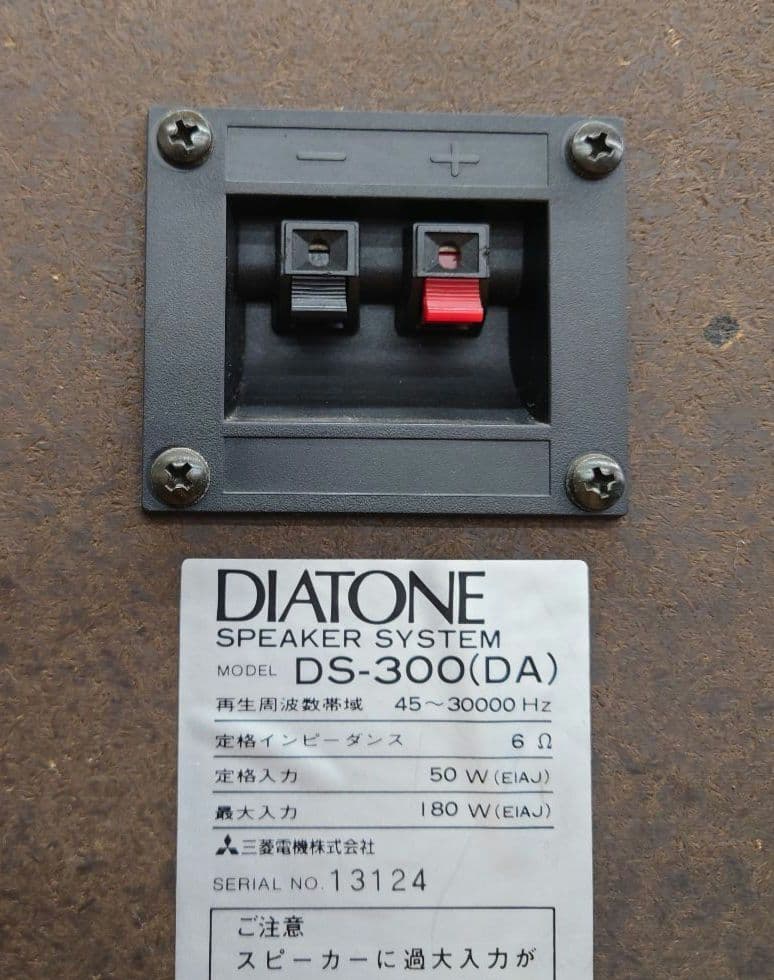 − +
DIATONE
SPEAKER SYSTEM
MODEL DS-300(DA)
再生周波数帯域 45～30000 Hz
定格インピーダンス 6 Ω
定格入力 50 W (EIAJ)
最大入力 180 W (EIAJ)
三菱電機株式会社
SERIAL NO. 13124
ご注意
スピーカーに過大入力が